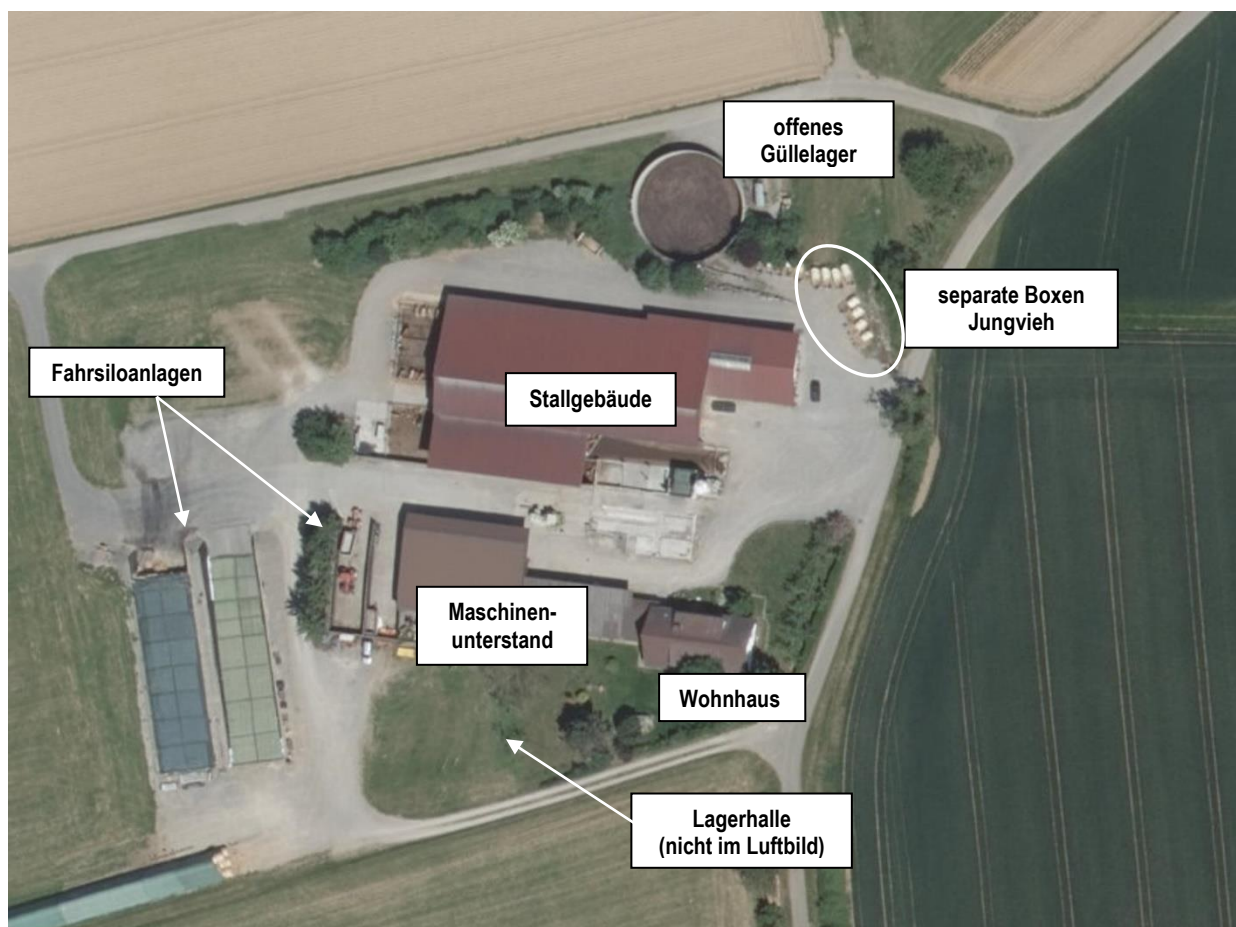 offenes
Güllelager
separate Boxen
Jungvieh
Fahrsiloanlagen
Stallgebäude
Maschinen-
unterstand
Wohnhaus
Lagerhalle
(nicht im Luftbild)